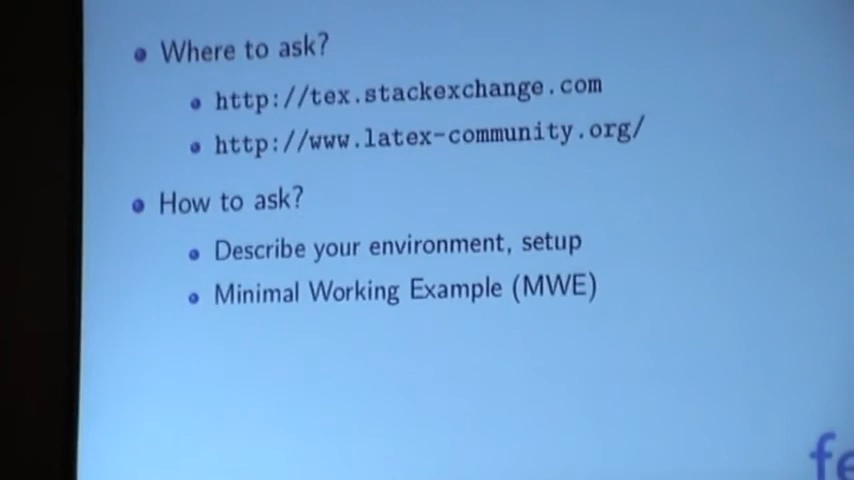 Where to ask?
http://tex.stackexchange.com
http://www.latex-community.org/
How to ask?
Describe your environment, setup
Minimal Working Example (MWE)
fe